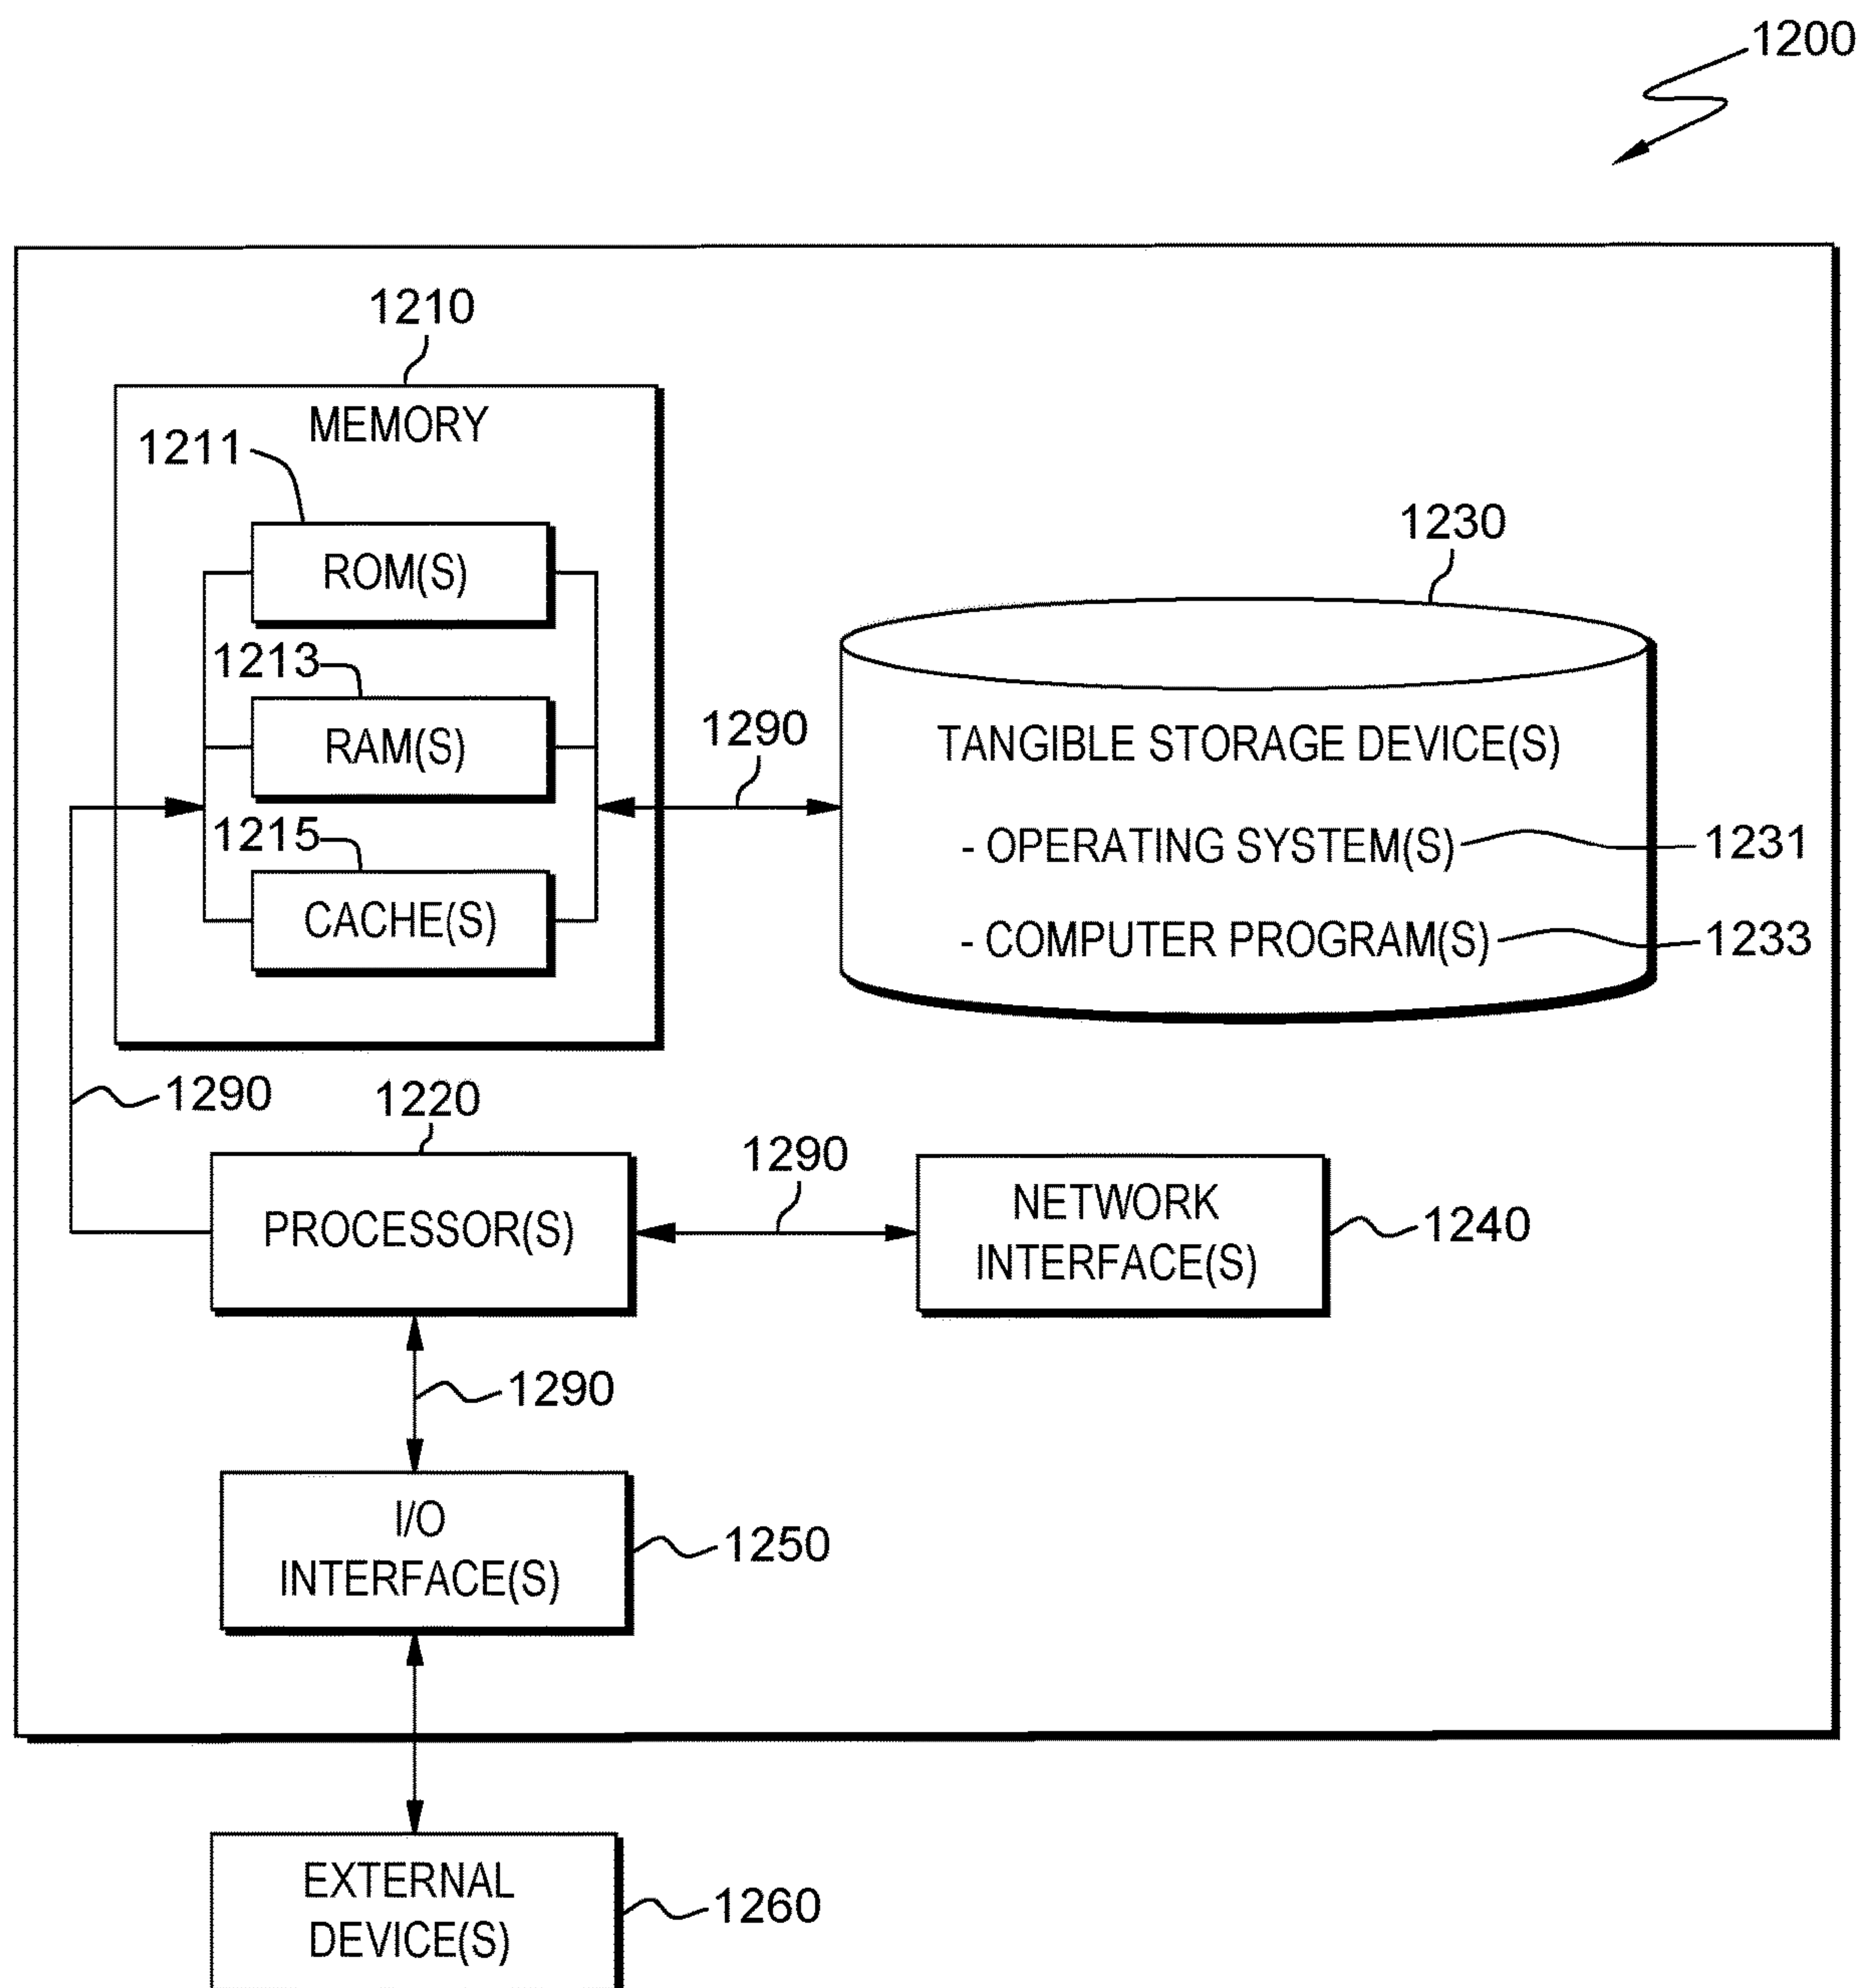 1200
1210
MEMORY
1211
ROM(S)
1213
RAM(S)
1215
CACHE(S)
1290
1230
TANGIBLE STORAGE DEVICE(S)
- OPERATING SYSTEM(S)
1231
- COMPUTER PROGRAM(S)
1233
1290
1220
PROCESSOR(S)
1290
NETWORK
INTERFACE(S)
1240
1290
I/O
INTERFACE(S)
1250
EXTERNAL
DEVICE(S)
1260